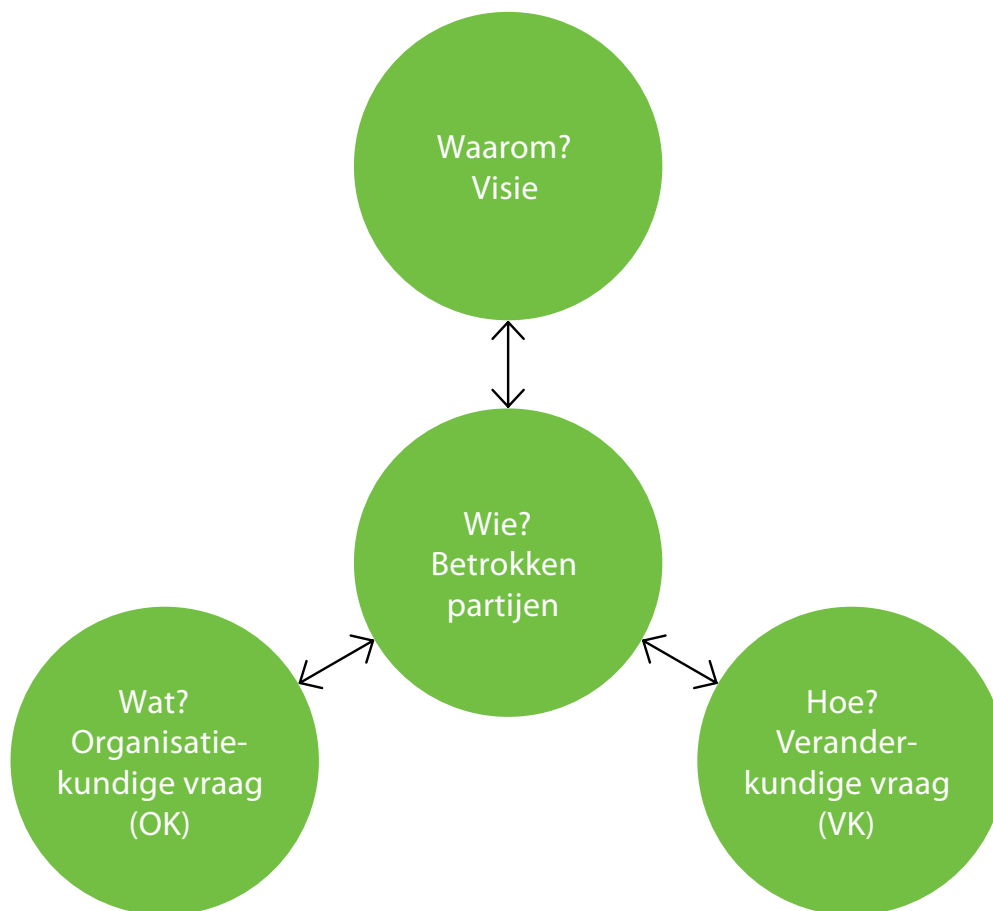 Waarom?
Visie
Wie?
Betrokken
partijen
Wat?
Organisatie-
kundige vraag
(OK)
Hoe?
Verander-
kundige vraag
(VK)